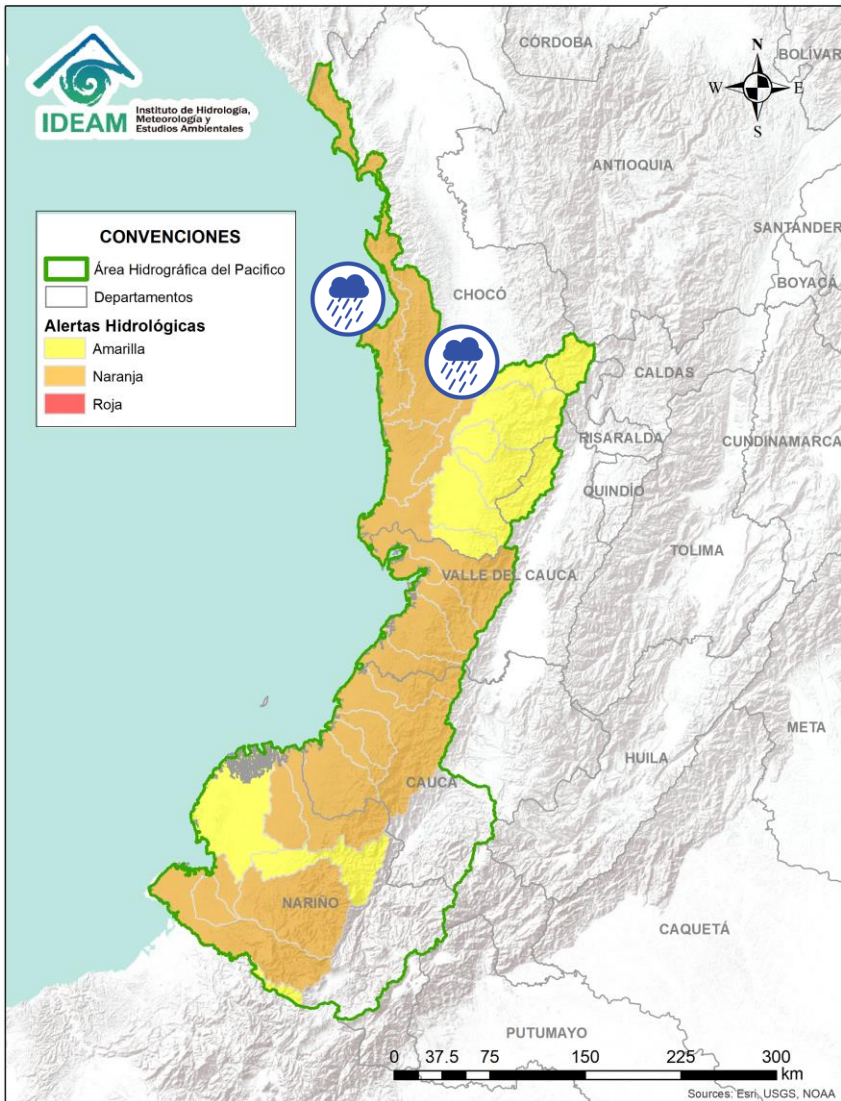 IDEAM
Instituto de Hidrología,
Meteorología y
Estudios Ambientales
CÓRDOBA
BOLÍVAR
N
W
E
S
ANTIOQUIA
SANTANDER
CONVENCIONES
Área Hidrográfica del Pacifico
Departamentos
Alertas Hidrológicas
Amarilla
Naranja
Roja
BOYACÁ
CHOCÓ
CALDAS
RISARALDA
CUNDINAMARCA
QUINDÍO
TOLIMA
VALLE DEL CAUCA
META
HUILA
CAUCA
NARIÑO
CAQUETÁ
PUTUMAYO
0 37.5 75 150 225 300
km
Sources: Esri, USGS, NOAA